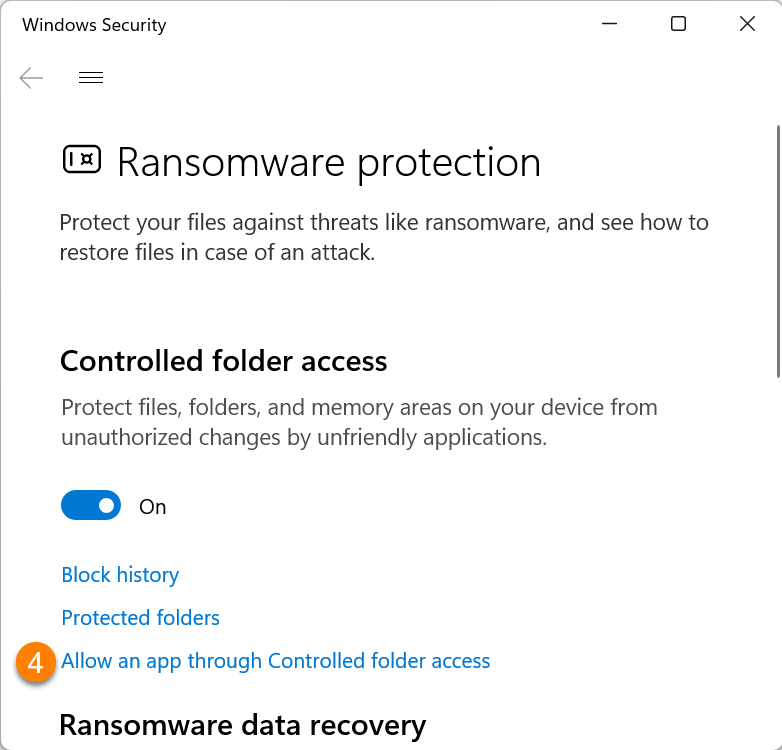 Windows Security
Ransomware protection
Protect your files against threats like ransomware, and see how to
restore files in case of an attack.
Controlled folder access
Protect files, folders, and memory areas on your device from
unauthorized changes by unfriendly applications.
On
Block history
Protected folders
4 Allow an app through Controlled folder access
Ransomware data recovery